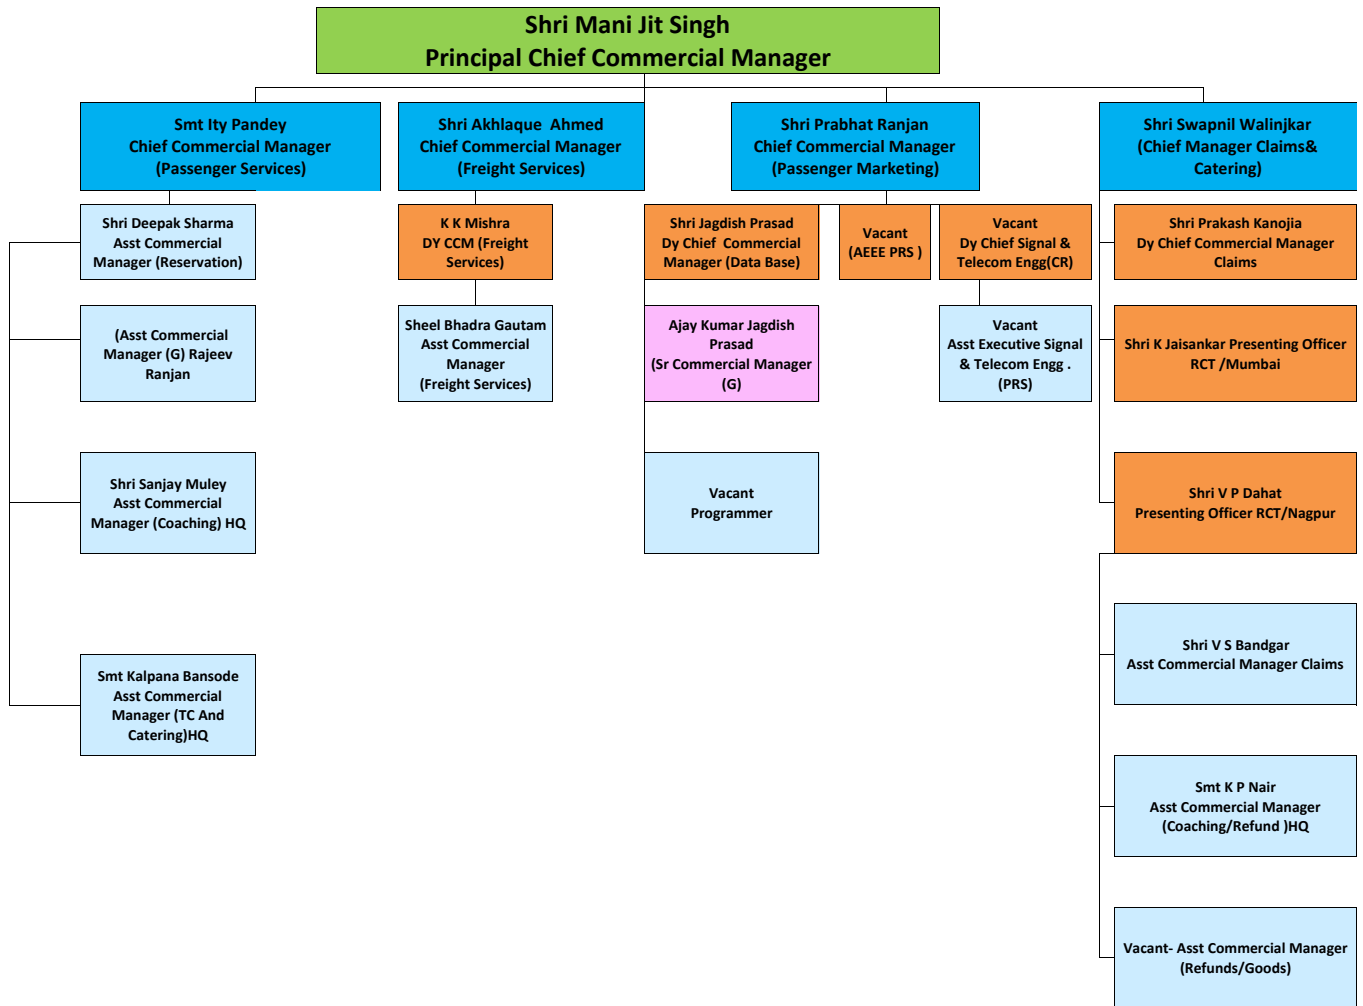 Shri Mani Jit Singh
Principal Chief Commercial Manager
Smt Ity Pandey
Chief Commercial Manager
(Passenger Services)
Shri Akhlaque Ahmed
Chief Commercial Manager
(Freight Services)
Shri Prabhat Ranjan
Chief Commercial Manager
(Passenger Marketing)
Shri Swapnil Walinjkar
(Chief Manager Claims&
Catering)
Shri Deepak Sharma
Asst Commercial
Manager (Reservation)
K K Mishra
DY CCM (Freight
Services)
Shri Jagdish Prasad
Dy Chief Commercial
Manager (Data Base)
Vacant
(AEEE PRS )
Vacant
Dy Chief Signal &
Telecom Engg(CR)
Shri Prakash Kanojia
Dy Chief Commercial Manager
Claims
(Asst Commercial
Manager (G) Rajeev
Ranjan
Sheel Bhadra Gautam
Asst Commercial
Manager
(Freight Services)
Ajay Kumar Jagdish
Prasad
(Sr Commercial Manager
(G)
Vacant
Asst Executive Signal
& Telecom Engg .
(PRS)
Shri K Jaisankar Presenting Officer
RCT /Mumbai
Shri Sanjay Muley
Asst Commercial
Manager (Coaching) HQ
Vacant
Programmer
Shri V P Dahat
Presenting Officer RCT/Nagpur
Shri V S Bandgar
Asst Commercial Manager Claims
Smt Kalpana Bansode
Asst Commercial
Manager (TC And
Catering)HQ
Smt K P Nair
Asst Commercial Manager
(Coaching/Refund )HQ
Vacant- Asst Commercial Manager
(Refunds/Goods)